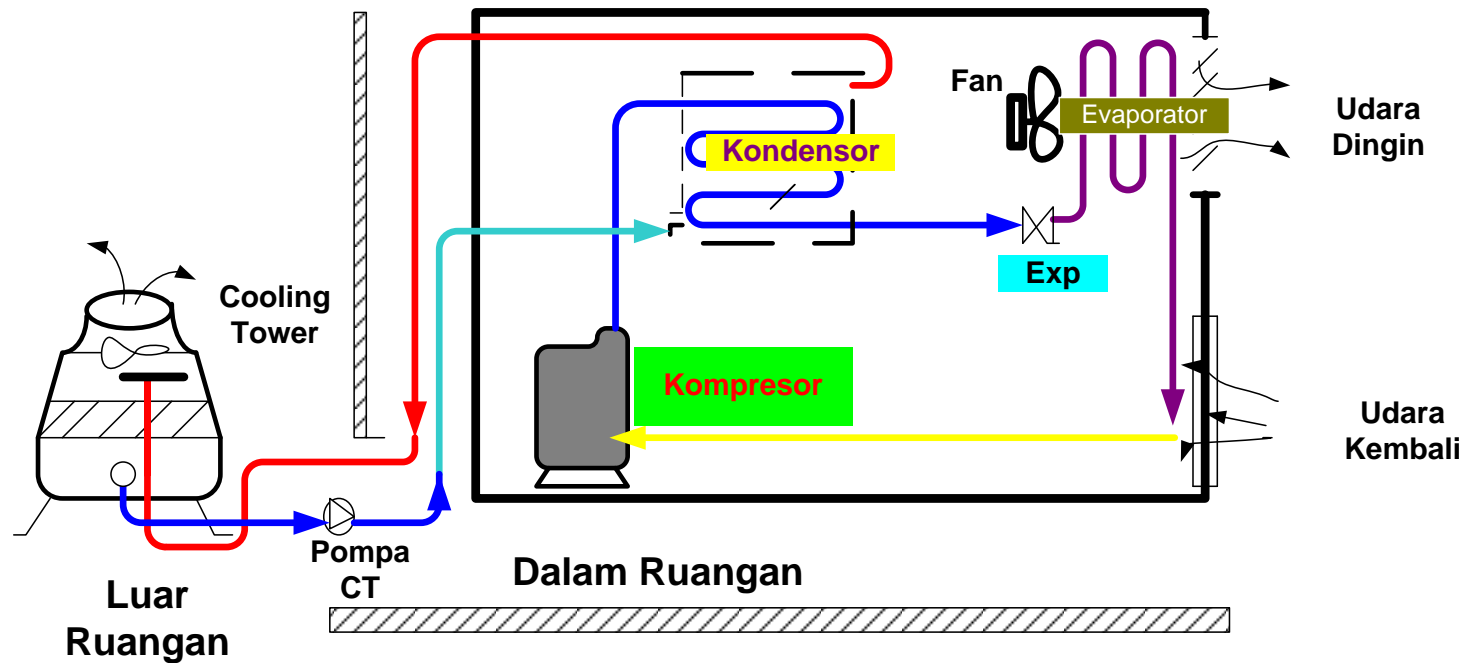 Fan
Evaporator
Udara
Dingin
Kondensor
Exp
Cooling
Tower
Kompresor
Udara
Kembali
Pompa
CT
Dalam Ruangan
Luar
Ruangan